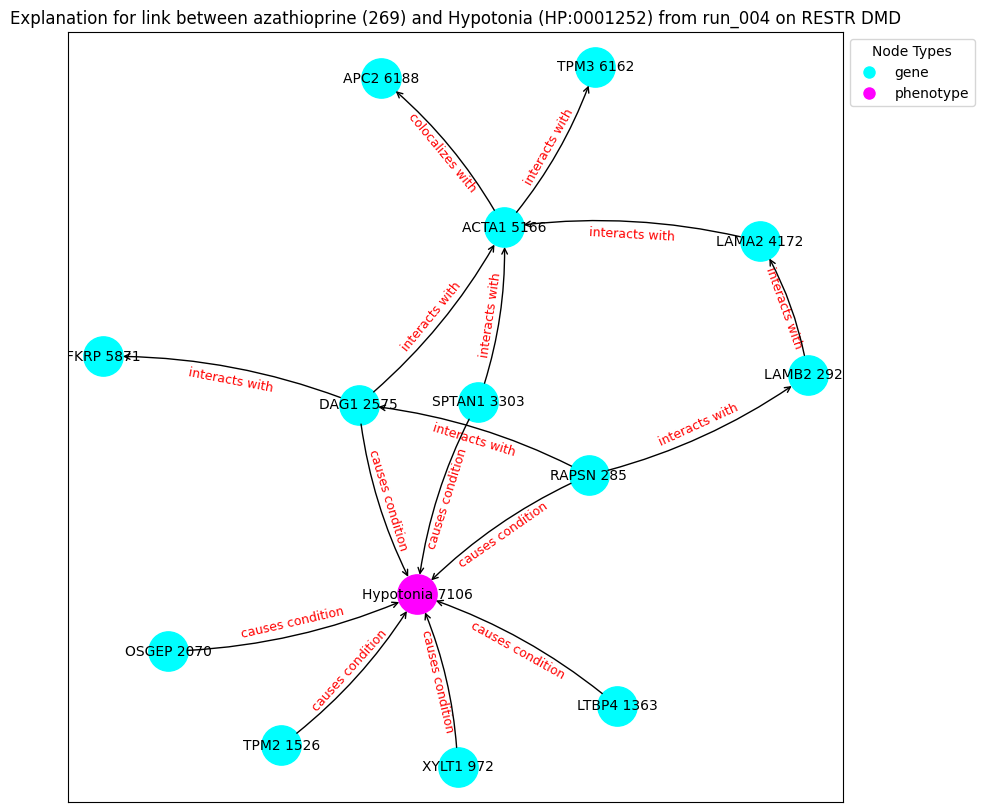 Explanation for link between azathioprine (269) and Hypotonia (HP:0001252) from run_004 on RESTR DMD
Node Types
gene
phenotype
APC2 6188
TPM3 6162
colocalizes with
interacts with
ACTA1 5166
LAMA2 4172
interacts with
interacts with
interacts with
interacts with
FKRP 5871
interacts with
LAMB2 292
DAG1 2575
SPTAN1 3303
interacts with
interacts with
RAPSN 285
causes condition
causes condition
causes condition
Hypotonia 7106
causes condition
causes condition
causes condition
causes condition
OSGEP 2070
LTBP4 1363
TPM2 1526
XYLT1 972